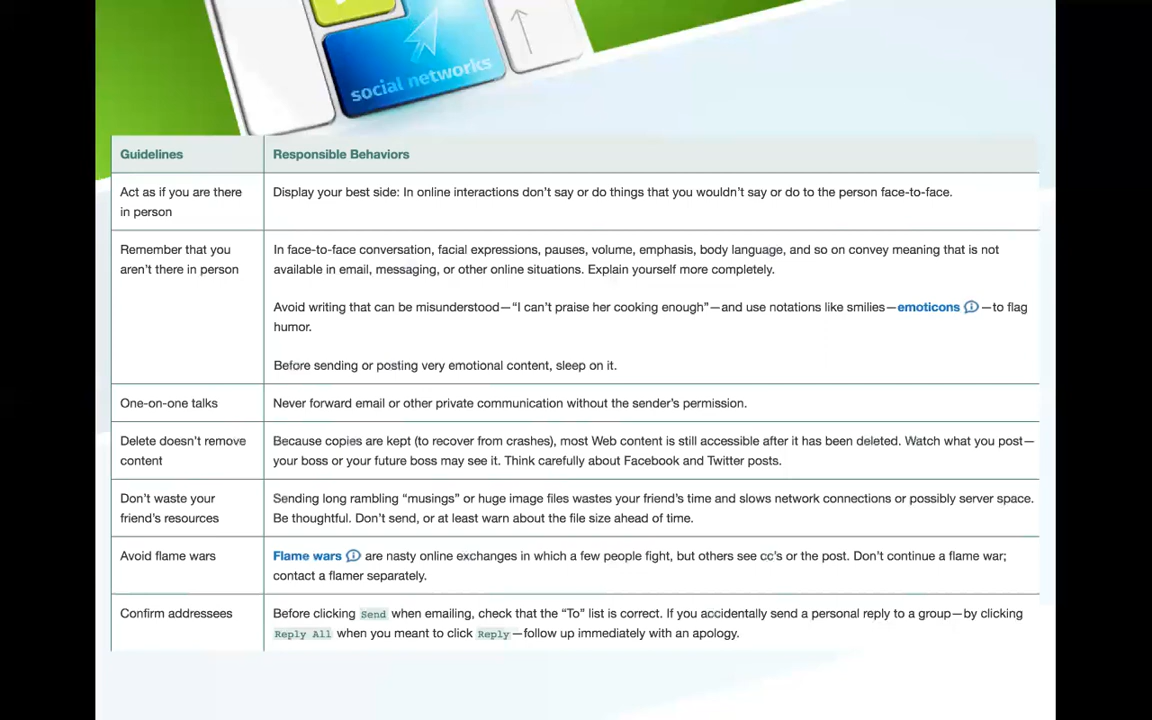 social networks
Guidelines
Responsible Behaviors
Act as if you are there
in person
Display your best side: In online interactions don't say or do things that you wouldn't say or do to the person face-to-face.
Remember that you
aren't there in person
In face-to-face conversation, facial expressions, pauses, volume, emphasis, body language, and so on convey meaning that is not
available in email, messaging, or other online situations. Explain yourself more completely.
Avoid writing that can be misunderstood—“I can't praise her cooking enough”—and use notations like smilies—emoticons—to flag
humor.
Before sending or posting very emotional content, sleep on it.
One-on-one talks
Never forward email or other private communication without the sender's permission.
Delete doesn't remove
content
Because copies are kept (to recover from crashes), most Web content is still accessible after it has been deleted. Watch what you post—
your boss or your future boss may see it. Think carefully about Facebook and Twitter posts.
Don't waste your
friend's resources
Sending long rambling “musings” or huge image files wastes your friend's time and slows network connections or possibly server space.
Be thoughtful. Don't send, or at least warn about the file size ahead of time.
Avoid flame wars
Flame wars are nasty online exchanges in which a few people fight, but others see cc's or the post. Don't continue a flame war;
contact a flamer separately.
Confirm addressees
Before clicking Send when emailing, check that the “To” list is correct. If you accidentally send a personal reply to a group—by clicking
Reply All when you meant to click Reply—follow up immediately with an apology.